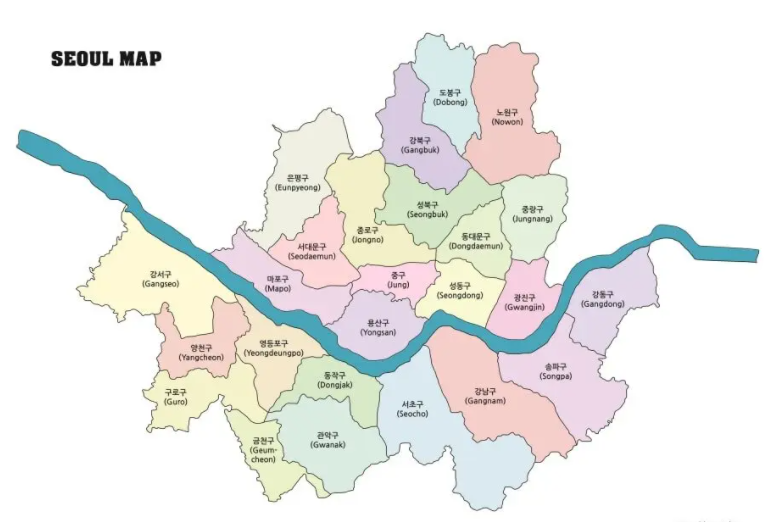 SEOUL MAP
도봉구
(Dobong)
노원구
(Nowon)
강북구
(Gangbuk)
은평구
(Eunpyeong)
성북구
(Seongbuk)
중랑구
(Jungnang)
종로구
(Jongno)
동대문구
(Dongdaemun)
서대문구
(Seodaemun)
강서구
(Gangseo)
마포구
(Mapo)
중구
(Jung)
성동구
(Seongdong)
광진구
(Gwangjin)
강동구
(Gangdong)
용산구
(Yongsan)
양천구
(Yangcheon)
영등포구
(Yeongdeungpo)
송파구
(Songpa)
동작구
(Dongjak)
구로구
(Guro)
서초구
(Seocho)
강남구
(Gangnam)
금천구
(Geum-
cheon)
관악구
(Gwanak)